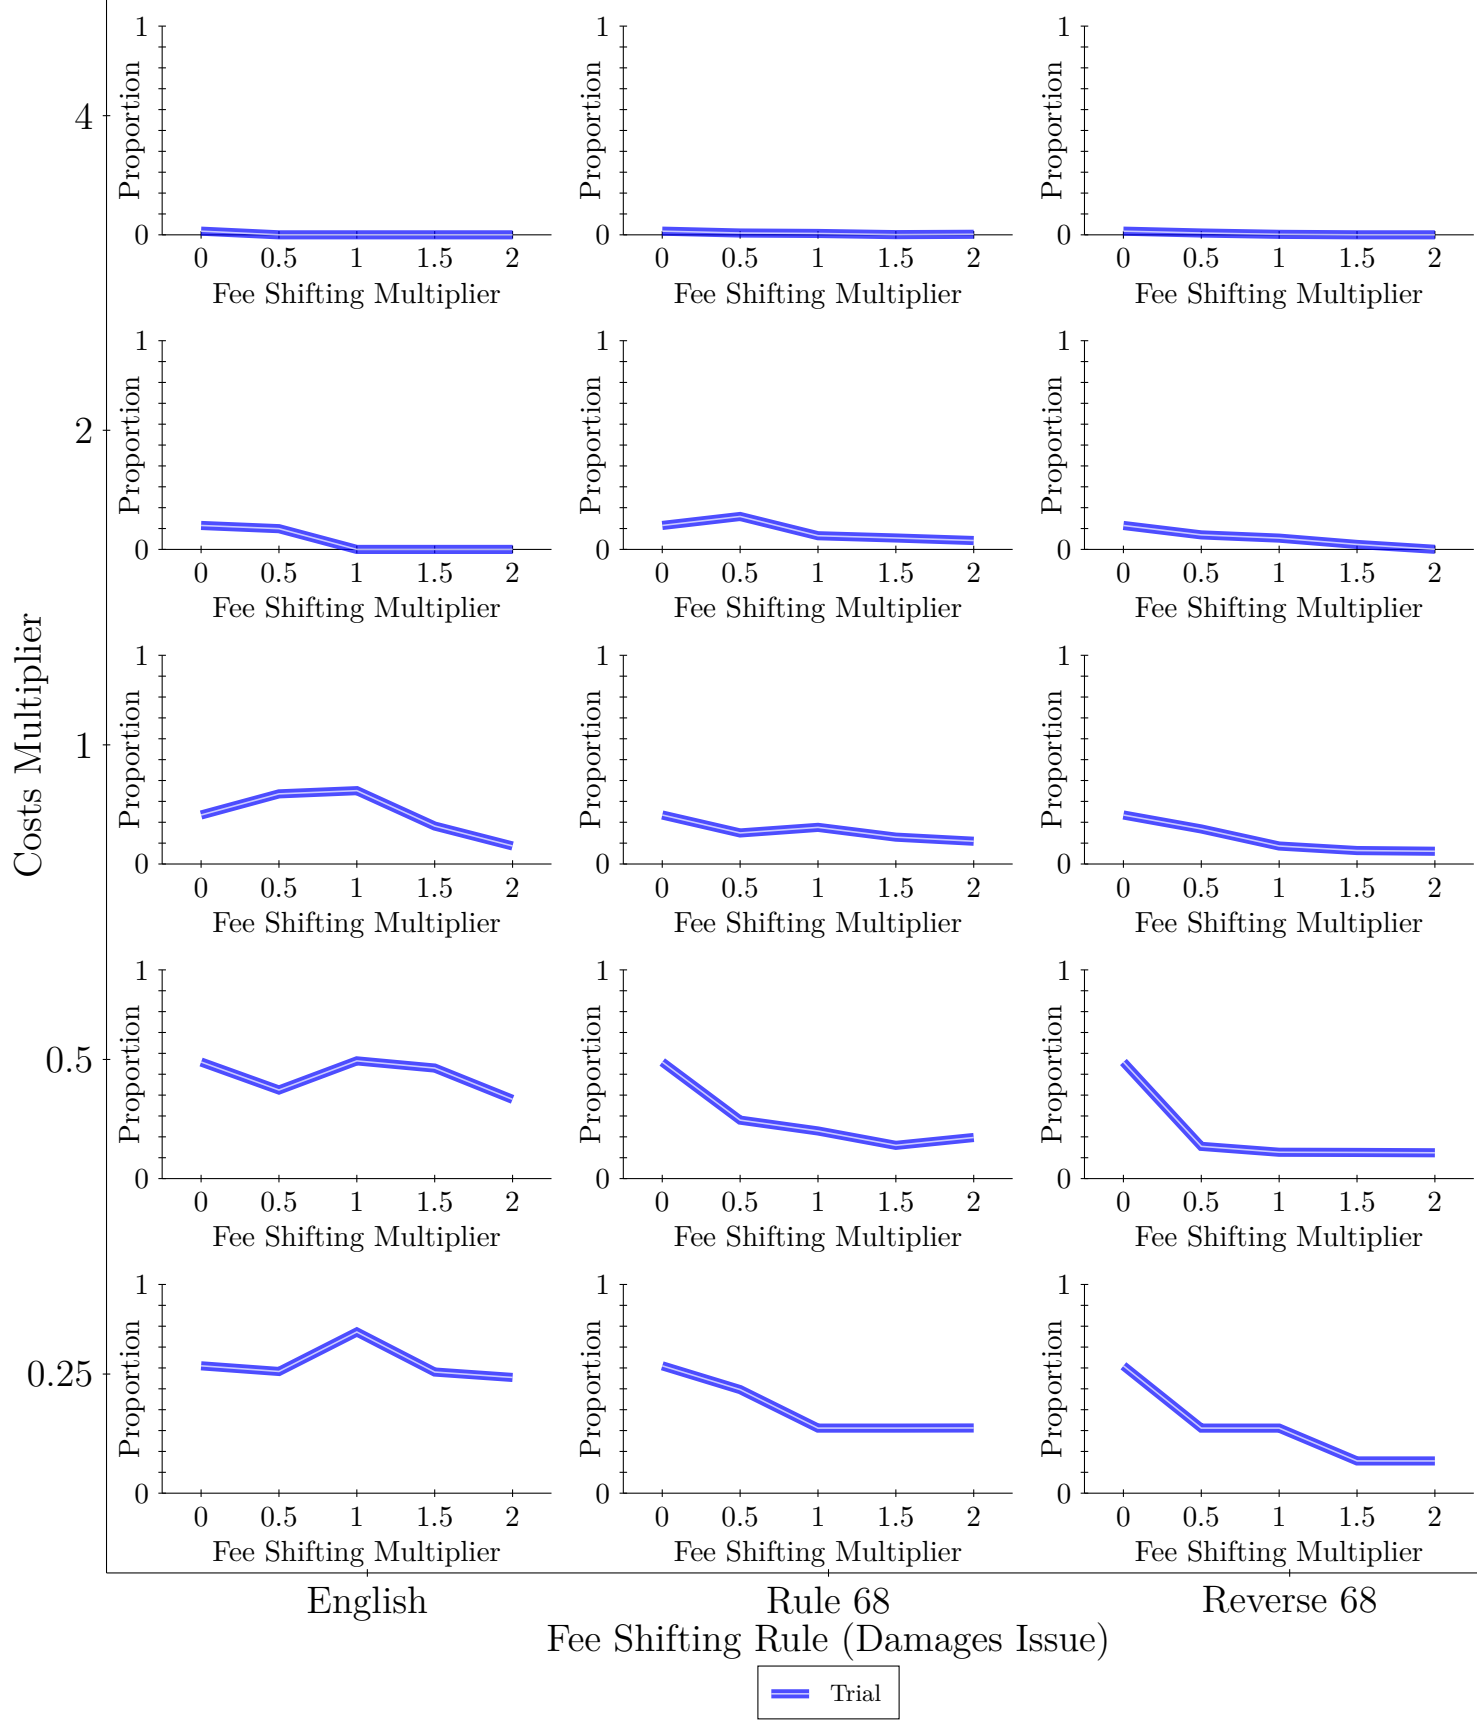 Costs Multiplier
4
1
Proportion
0
0 0.5 1 1.5 2
Fee Shifting Multiplier
1
Proportion
0
0 0.5 1 1.5 2
Fee Shifting Multiplier
1
Proportion
0
0 0.5 1 1.5 2
Fee Shifting Multiplier
2
1
Proportion
0
0 0.5 1 1.5 2
Fee Shifting Multiplier
1
Proportion
0
0 0.5 1 1.5 2
Fee Shifting Multiplier
1
Proportion
0
0 0.5 1 1.5 2
Fee Shifting Multiplier
1
1
Proportion
0
0 0.5 1 1.5 2
Fee Shifting Multiplier
1
Proportion
0
0 0.5 1 1.5 2
Fee Shifting Multiplier
1
Proportion
0
0 0.5 1 1.5 2
Fee Shifting Multiplier
0.5
1
Proportion
0
0 0.5 1 1.5 2
Fee Shifting Multiplier
1
Proportion
0
0 0.5 1 1.5 2
Fee Shifting Multiplier
1
Proportion
0
0 0.5 1 1.5 2
Fee Shifting Multiplier
0.25
1
Proportion
0
0 0.5 1 1.5 2
Fee Shifting Multiplier
1
Proportion
0
0 0.5 1 1.5 2
Fee Shifting Multiplier
1
Proportion
0
0 0.5 1 1.5 2
Fee Shifting Multiplier
English
Rule 68
Reverse 68
Fee Shifting Rule (Damages Issue)
Trial